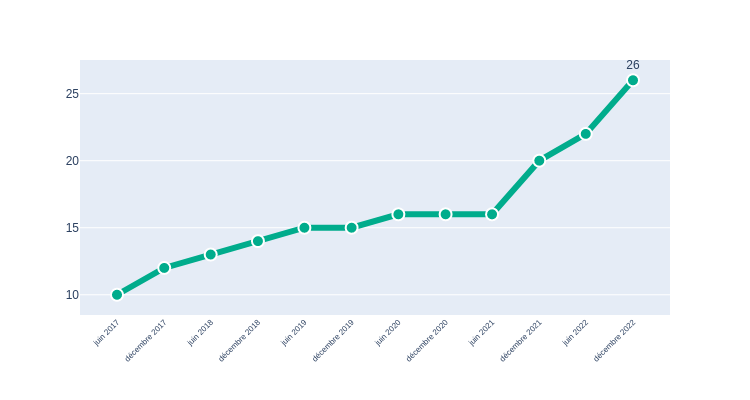 26
25
20
15
10
juin 2017
décembre 2017
juin 2018
décembre 2018
juin 2019
décembre 2019
juin 2020
décembre 2020
juin 2021
décembre 2021
juin 2022
décembre 2022